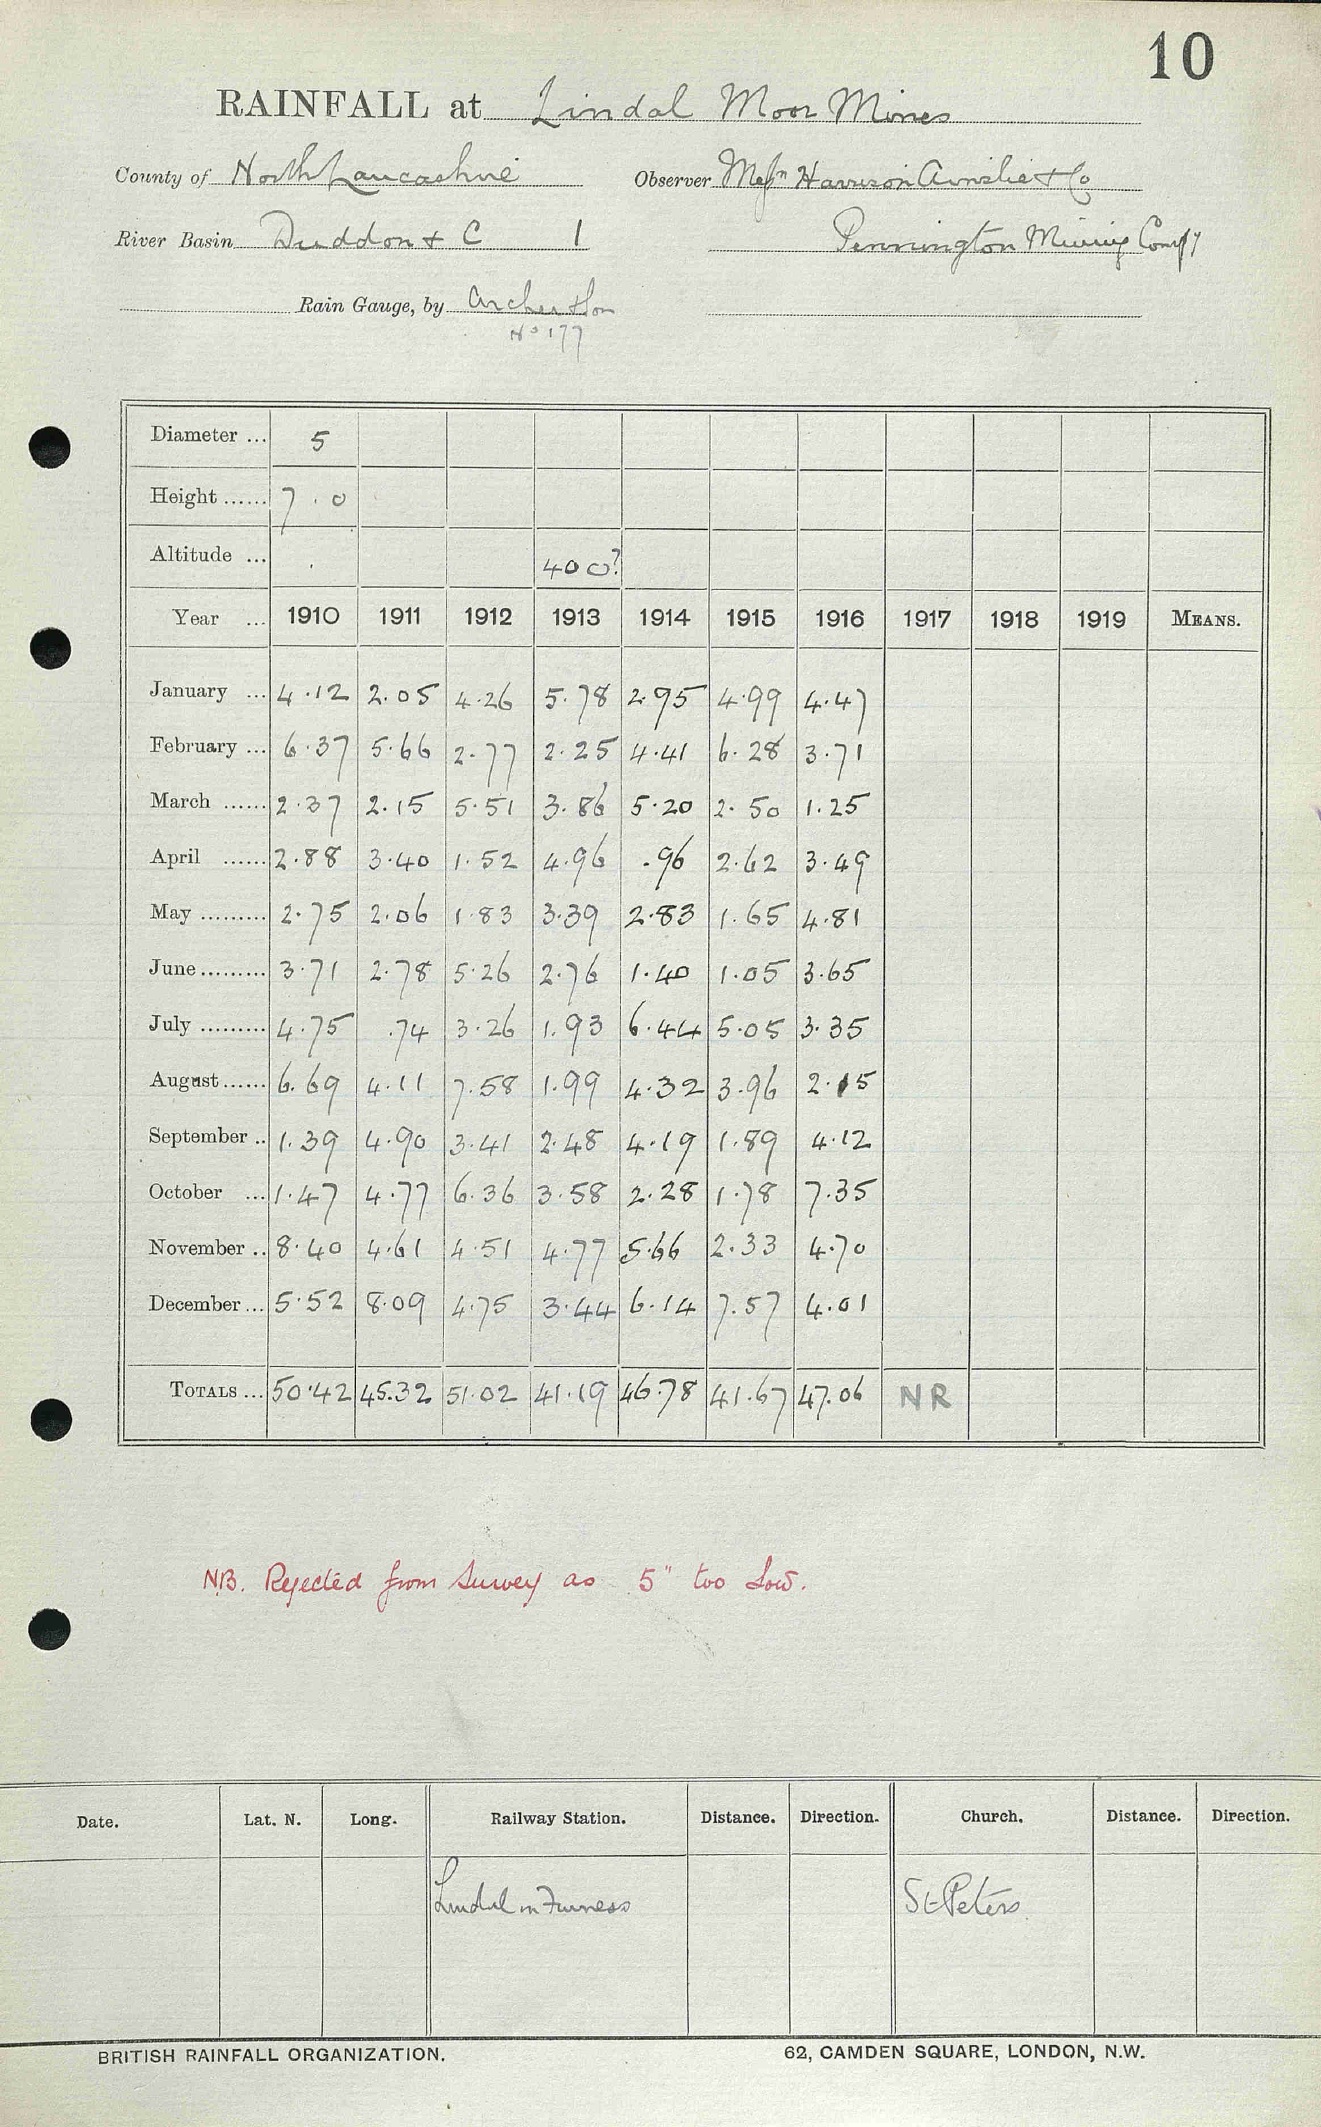 10
RAINFALL at Lindal Moor Mines
County of North Lancashire Observer Messrs Harrison Ainslie & Co
River Basin Duddon & C 1 Pennington Mining Compy
Rain Gauge, by Archer & Son
No 177
Diameter ... 5
Height ...... 7 . 0
Altitude ... . 400?
Year ... 1910 1911 1912 1913 1914 1915 1916 1917 1918 1919 MEANS.
January ... 4.12 2.05 4.26 5.78 2.95 4.99 4.47
February ... 6.37 5.66 2.77 2.25 4.41 6.28 3.71
March ...... 2.37 2.15 5.51 3.86 5.20 2.50 1.25
April ...... 2.88 3.40 1.52 4.96 .96 2.62 3.49
May ......... 2.75 2.06 1.83 3.39 2.83 1.65 4.81
June ......... 3.71 2.78 5.26 2.76 1.40 1.05 3.65
July ......... 4.75 .74 3.26 1.93 6.44 5.05 3.35
August ...... 6.69 4.11 7.58 1.99 4.32 3.96 2.15
September .. 1.39 4.90 3.41 2.48 4.19 1.89 4.12
October ... 1.47 4.77 6.36 3.58 2.28 1.78 7.35
November .. 8.40 4.61 4.51 4.77 5.66 2.33 4.70
December ... 5.52 8.09 4.75 3.44 6.14 7.57 4.01
TOTALS ... 50.42 45.32 51.02 41.19 46.78 41.67 47.06 NR
NB. Rejected from Survey as 5" too low.
Date. Lat. N. Long. Railway Station. Distance. Direction. Church. Distance. Direction.
Lindal in Furness St Peters
BRITISH RAINFALL ORGANIZATION. 62, CAMDEN SQUARE, LONDON, N.W.